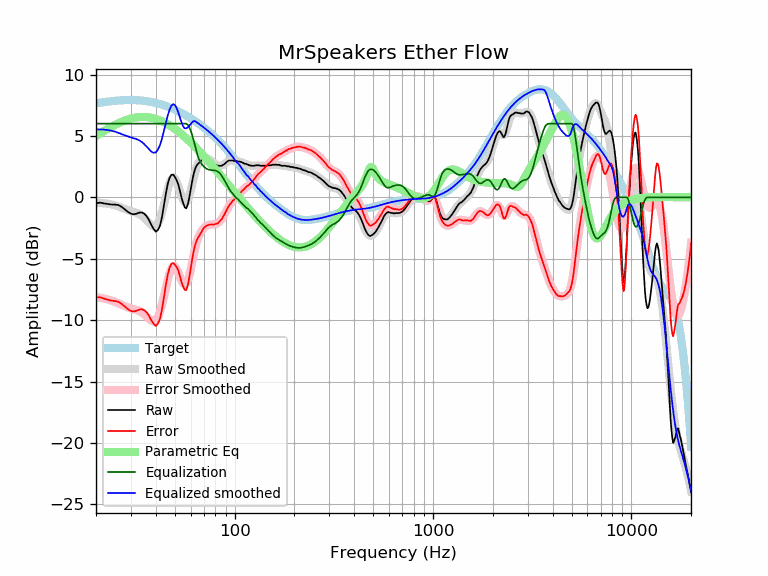 MrSpeakers Ether Flow
10
5
0
−5
−10
−15
−20
−25
Amplitude (dBr)
Target
Raw Smoothed
Error Smoothed
Raw
Error
Parametric Eq
Equalization
Equalized smoothed
100
1000
10000
Frequency (Hz)